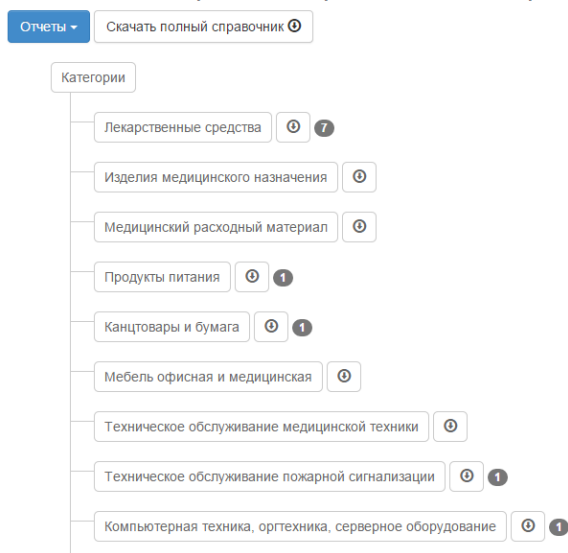 Отчеты Скачать полный справочник
Категории
Лекарственные средства 7
Изделия медицинского назначения
Медицинский расходный материал
Продукты питания 1
Канцтовары и бумага 1
Мебель офисная и медицинская
Техническое обслуживание медицинской техники
Техническое обслуживание пожарной сигнализации 1
Компьютерная техника, оргтехника, серверное оборудование 1